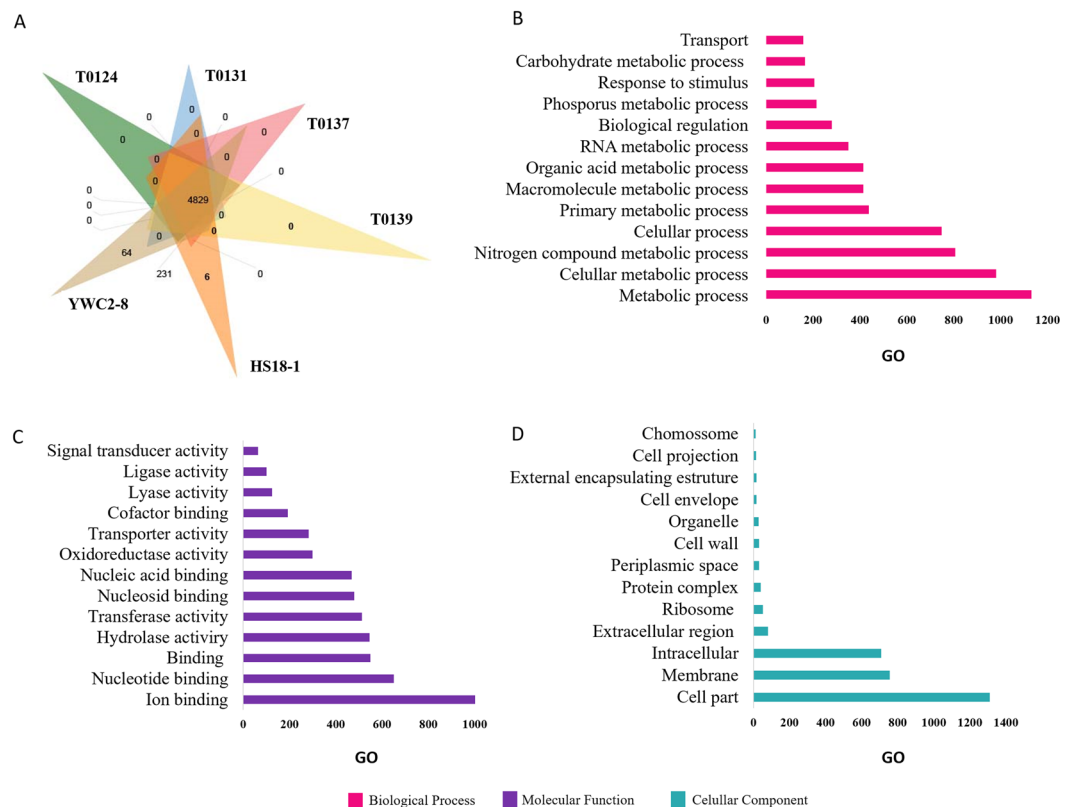 A
T0124
T0131
T0137
T0139
HS18-1
YWC2-8
0
0
0
0
0
0
0
0
0
0
4829
0
0
0
0
0
0
0
0
64
231
6
0
B
Transport
Carbohydrate metabolic process
Response to stimulus
Phosporus metabolic process
Biological regulation
RNA metabolic process
Organic acid metabolic process
Macromolecule metabolic process
Primary metabolic process
Celullar process
Nitrogen compound metabolic process
Celullar metabolic process
Metabolic process
0 200 400 600 800 1000 1200
GO
C
Signal transducer activity
Ligase activity
Lyase activity
Cofactor binding
Transporter activity
Oxidoreductase activity
Nucleic acid binding
Nucleosid binding
Transferase activity
Hydrolase activiry
Binding
Nucleotide binding
Ion binding
0 200 400 600 800 1000
GO
D
Chomossome
Cell projection
External encapsulating estruture
Cell envelope
Organelle
Cell wall
Periplasmic space
Protein complex
Ribosome
Extracellular region
Intracellular
Membrane
Cell part
0 200 400 600 800 1000 1200 1400
GO
Biological Process Molecular Function Celullar Component